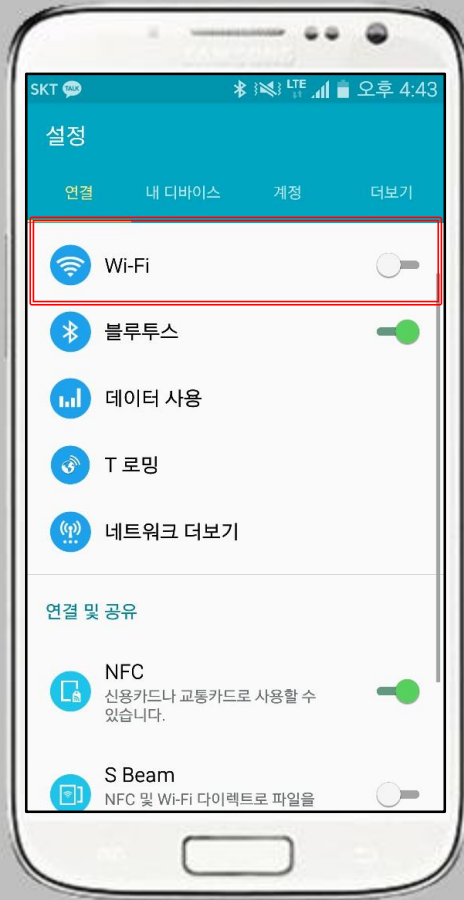 SKT TALK LTE 오후 4:43
설정
연결 내 디바이스 계정 더보기
Wi-Fi
블루투스
데이터 사용
T 로밍
네트워크 더보기
연결 및 공유
NFC
신용카드나 교통카드로 사용할 수
있습니다.
S Beam
NFC 및 Wi-Fi 다이렉트로 파일을